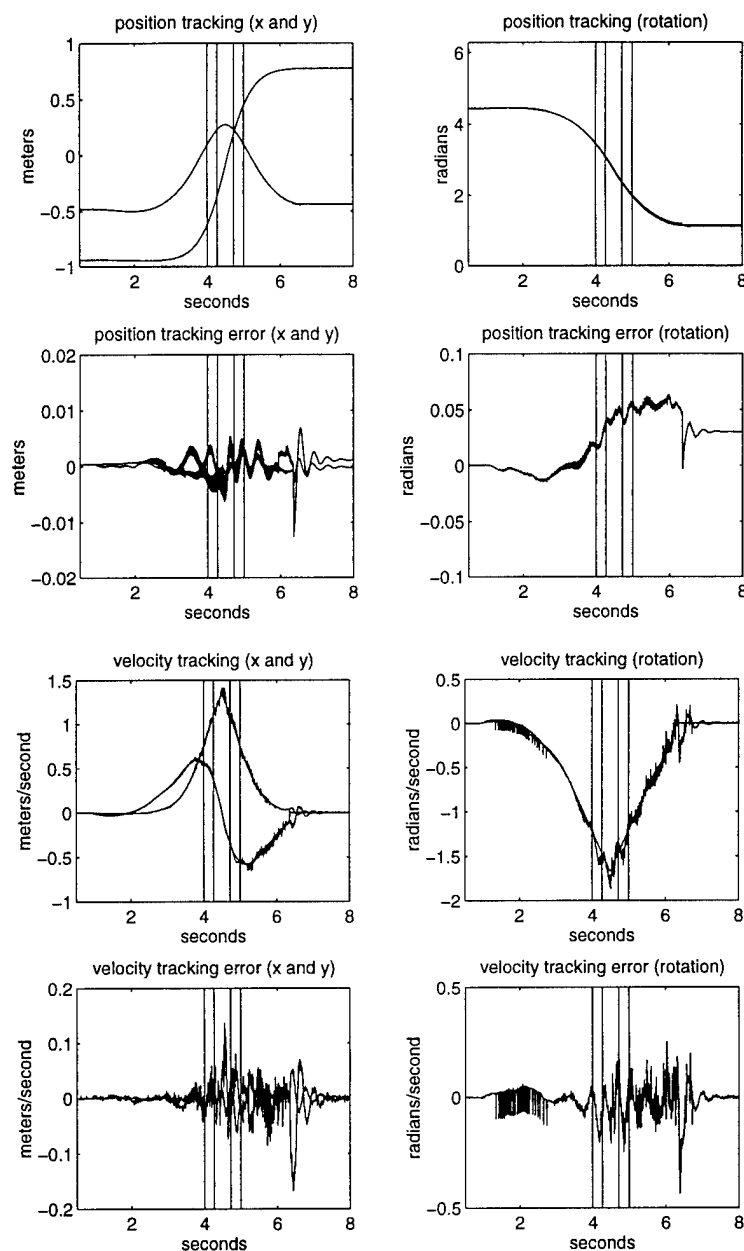 position tracking (x and y)
1
0.5
0
−0.5
−1
meters
2 4 6 8
seconds
position tracking (rotation)
6
4
2
0
radians
2 4 6 8
seconds
position tracking error (x and y)
0.02
0.01
0
−0.01
−0.02
meters
2 4 6 8
seconds
position tracking error (rotation)
0.1
0.05
0
−0.05
−0.1
radians
2 4 6 8
seconds
velocity tracking (x and y)
1.5
1
0.5
0
−0.5
−1
meters/second
2 4 6 8
seconds
velocity tracking (rotation)
0.5
0
−0.5
−1
−1.5
−2
radians/second
2 4 6 8
seconds
velocity tracking error (x and y)
0.2
0.1
0
−0.1
−0.2
meters/second
2 4 6 8
seconds
velocity tracking error (rotation)
0.5
0
−0.5
radians/second
2 4 6 8
seconds